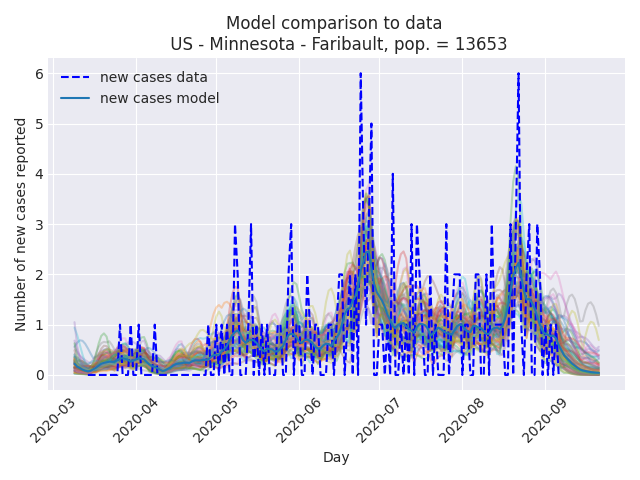 Model comparison to data
US - Minnesota - Faribault, pop. = 13653
new cases data
new cases model
Number of new cases reported
6
5
4
3
2
1
0
2020-03
2020-04
2020-05
2020-06
2020-07
2020-08
2020-09
Day